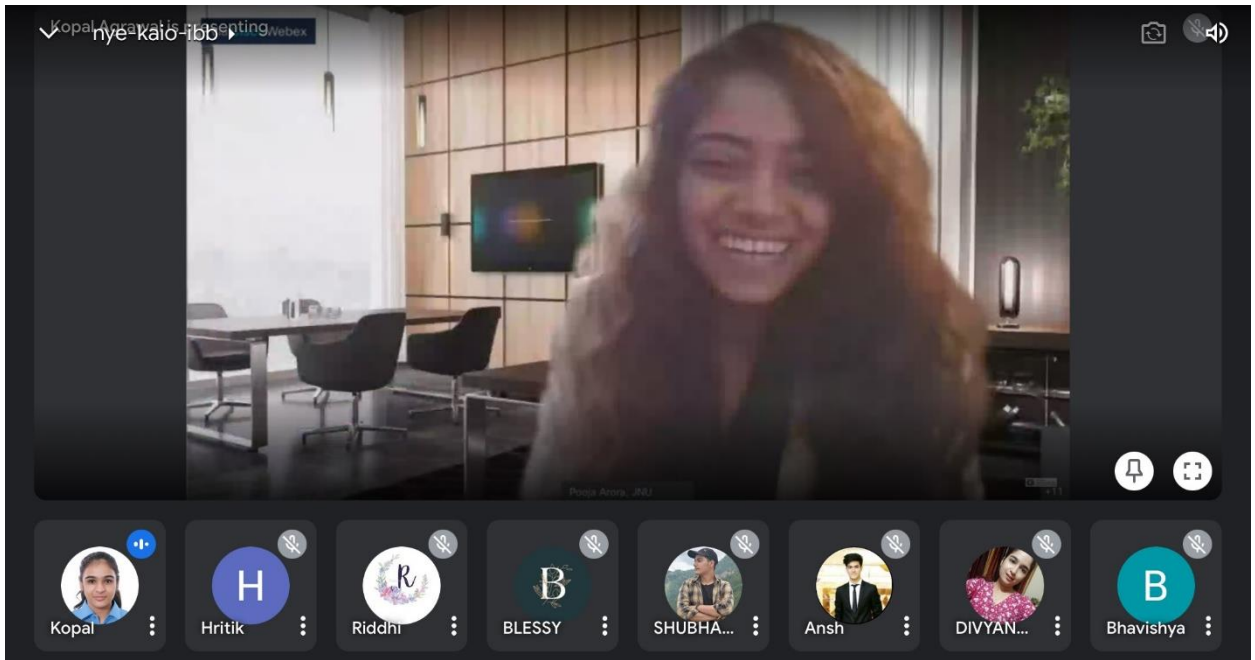 Kopal Agrawal is presenting
nye-kaio-ibb
Webex
Pooja Arora, JNU
+11
R
H
B
B
Kopal
Hritik
Riddhi
BLESSY
SHUBHA...
Ansh
DIVYAN...
Bhavishya